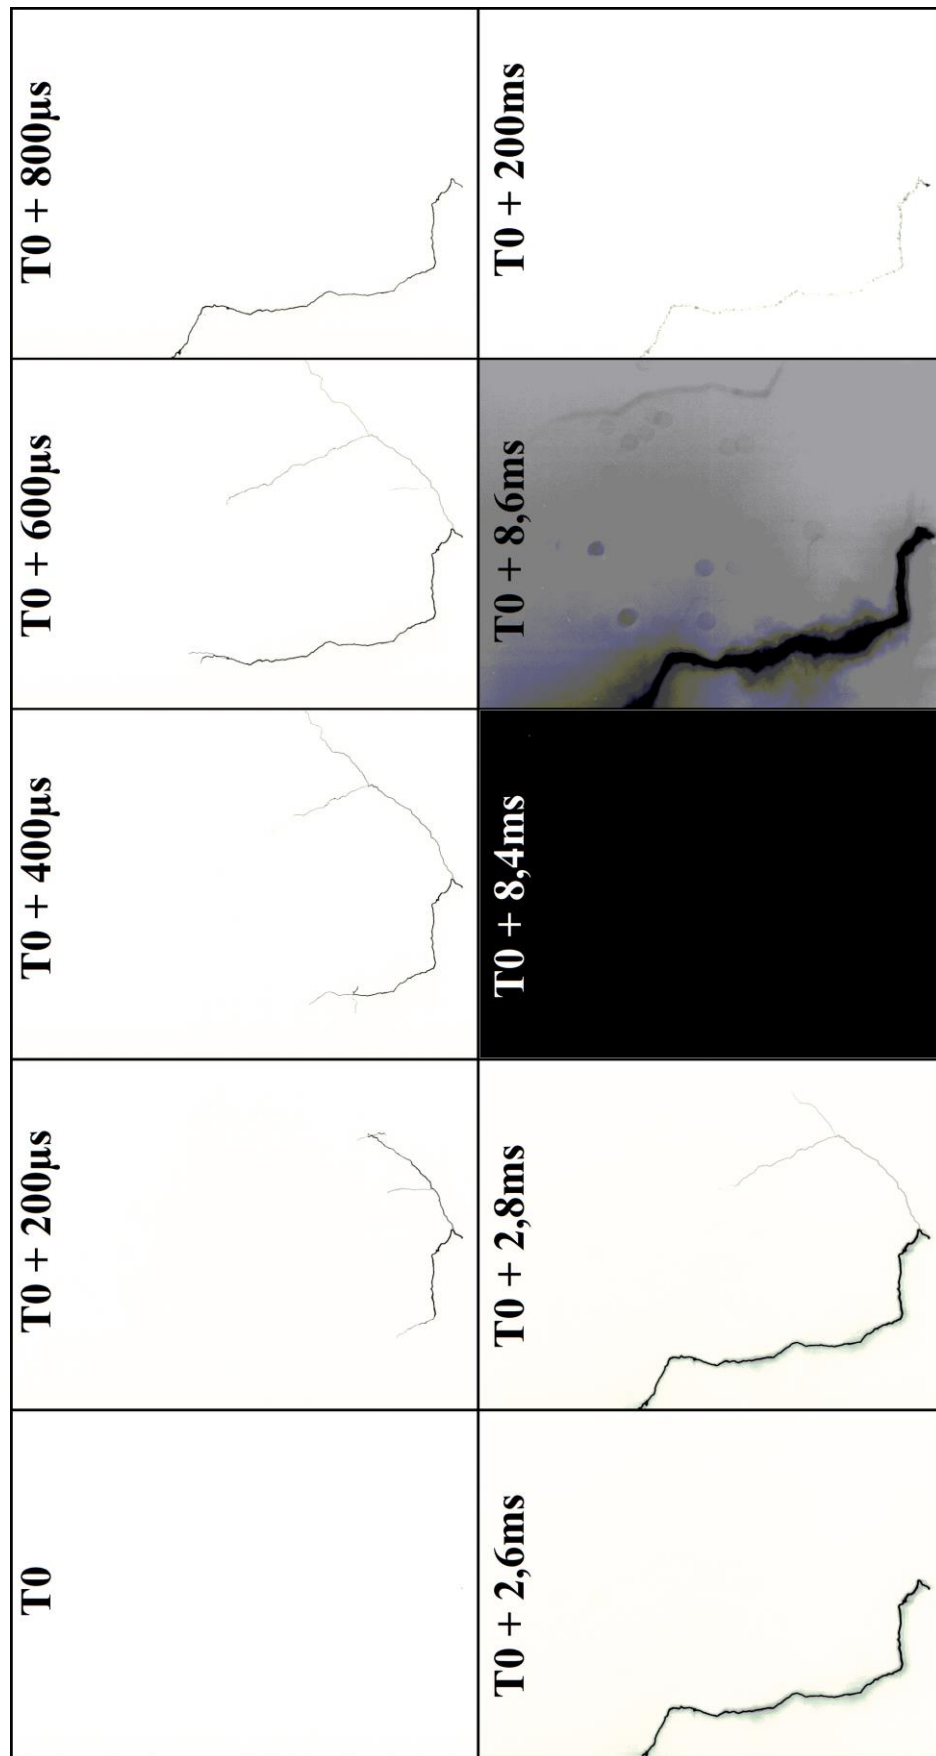 T0
T0 + 200μs
T0 + 400μs
T0 + 600μs
T0 + 800μs
T0 + 2,6ms
T0 + 2,8ms
T0 + 8,4ms
T0 + 8,6ms
T0 + 200ms